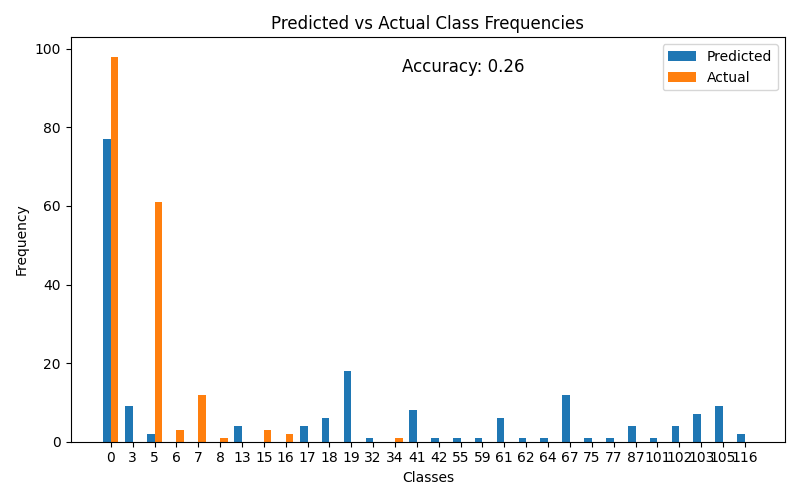 Predicted vs Actual Class Frequencies
Accuracy: 0.26
Predicted
Actual
100
80
60
40
20
0
Frequency
0 3 5 6 7 8 13 15 16 17 18 19 32 34 41 42 55 59 61 62 64 67 75 77 87 101 102 103 105 116
Classes